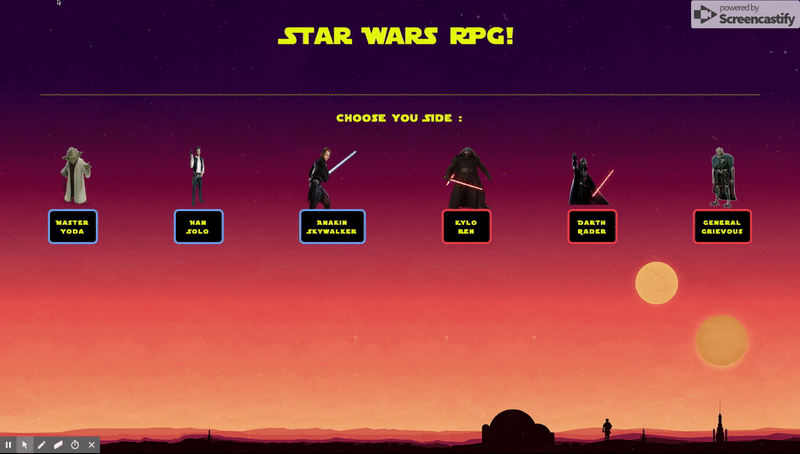 powered by
Screencastify
STAR WARS RPG!
CHOOSE YOU SIDE :
MASTER
YODA
HAN
SOLO
ANAKIN
SKYWALKER
KYLO
REN
DARTH
RADER
GENERAL
GRIEVOUS